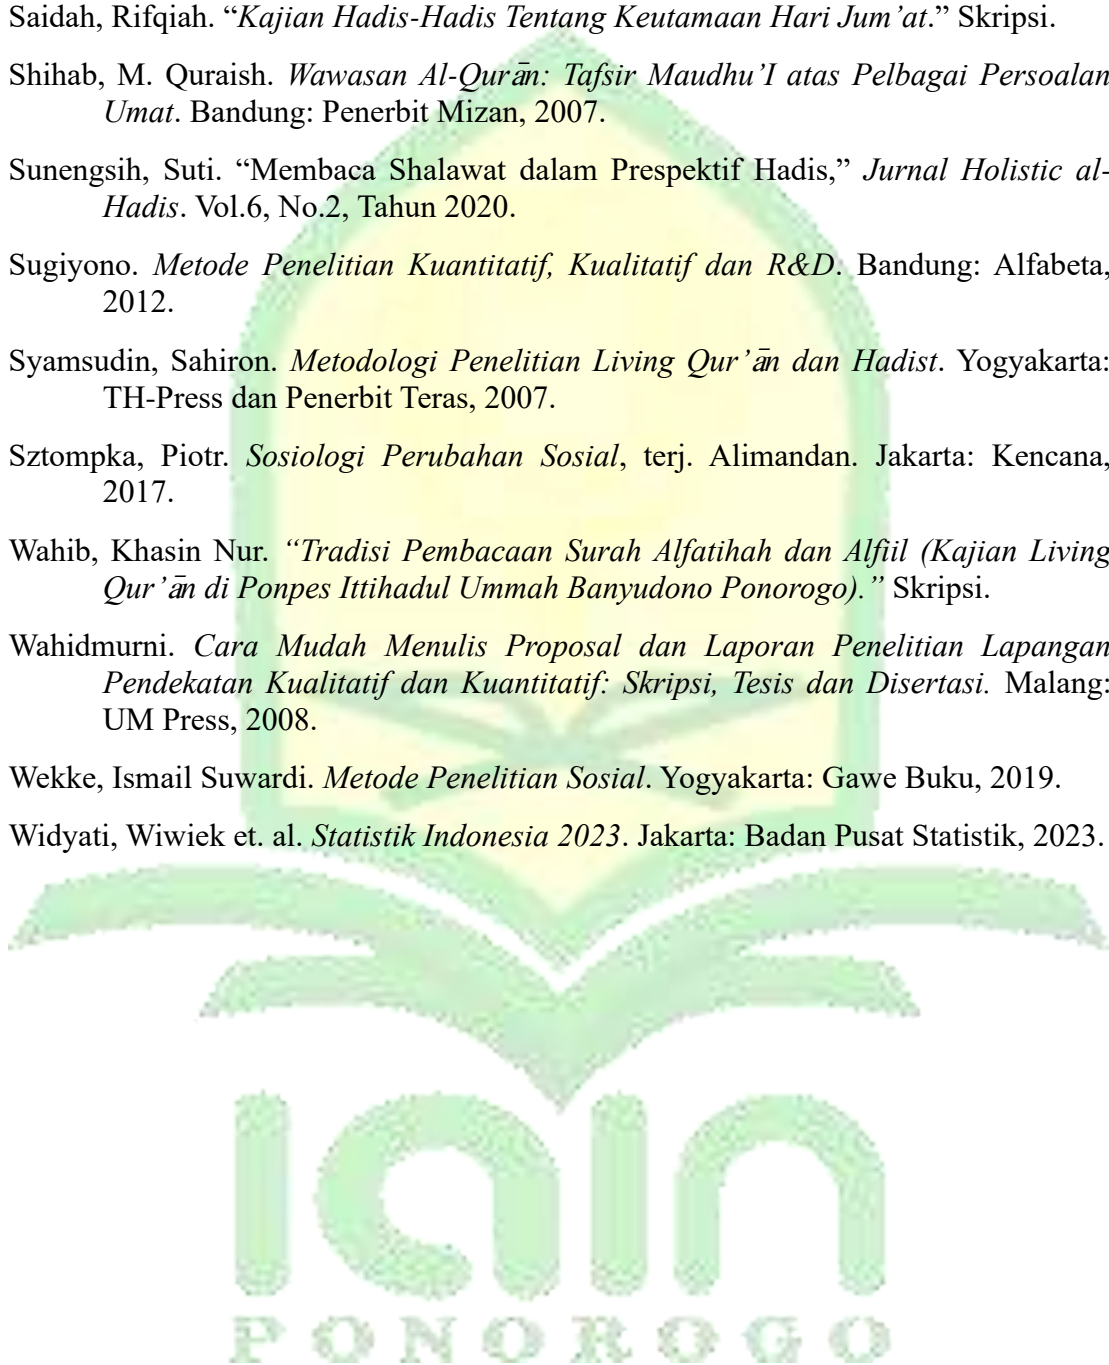 Saidah, Rifqiah. “Kajian Hadis-Hadis Tentang Keutamaan Hari Jum’at.” Skripsi.
Shihab, M. Quraish. Wawasan Al-Qurān: Tafsir Maudhu’I atas Pelbagai Persoalan
Umat. Bandung: Penerbit Mizan, 2007.
Sunengsih, Suti. “Membaca Shalawat dalam Prespektif Hadis,” Jurnal Holistic al-
Hadis. Vol.6, No.2, Tahun 2020.
Sugiyono. Metode Penelitian Kuantitatif, Kualitatif dan R&D. Bandung: Alfabeta,
2012.
Syamsudin, Sahiron. Metodologi Penelitian Living Qur’ān dan Hadist. Yogyakarta:
TH-Press dan Penerbit Teras, 2007.
Sztompka, Piotr. Sosiologi Perubahan Sosial, terj. Alimandan. Jakarta: Kencana,
2017.
Wahib, Khasin Nur. “Tradisi Pembacaan Surah Alfatihah dan Alfiil (Kajian Living
Qur’ān di Ponpes Ittihadul Ummah Banyudono Ponorogo).” Skripsi.
Wahidmurni. Cara Mudah Menulis Proposal dan Laporan Penelitian Lapangan
Pendekatan Kualitatif dan Kuantitatif: Skripsi, Tesis dan Disertasi. Malang:
UM Press, 2008.
Wekke, Ismail Suwardi. Metode Penelitian Sosial. Yogyakarta: Gawe Buku, 2019.
Widyati, Wiwiek et. al. Statistik Indonesia 2023. Jakarta: Badan Pusat Statistik, 2023.
iain
PONOROGO